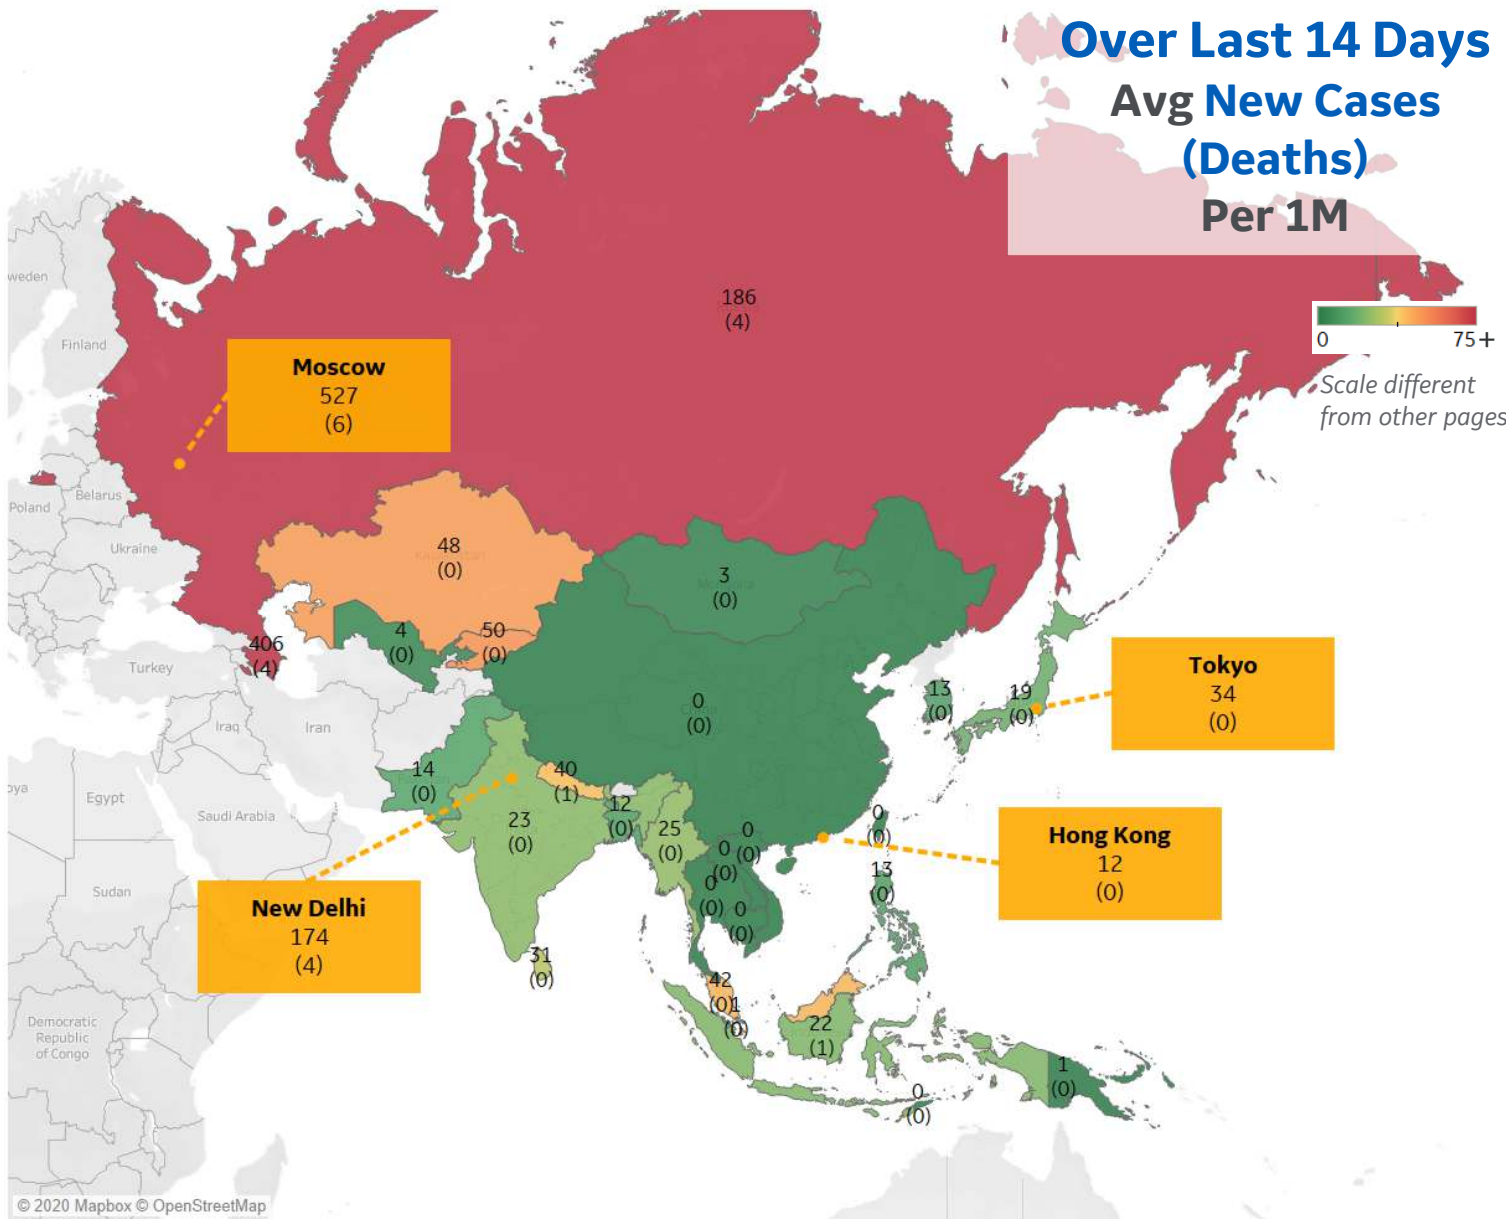 Over Last 14 Days
Avg New Cases
(Deaths)
Per 1M
0 75+
Scale different
from other pages
186
(4)
Moscow
527
(6)
weden
Finland
Belarus
Poland
Ukraine
48
(0)
3
(0)
406
(4)
4
(0)
50
(0)
Turkey
Iraq
Iran
0
(0)
13
(0)
19
(0)
Tokyo
34
(0)
14
(0)
40
(1)
12
(0)
23
(0)
25
(0)
0
(0)
0
(0)
0
(0)
0
(0)
0
(0)
13
(0)
Hong Kong
12
(0)
oya
Egypt
Saudi Arabia
Sudan
New Delhi
174
(4)
31
(0)
42
(0)
1
(0)
22
(1)
0
(0)
1
(0)
Democratic
Republic
of Congo
© 2020 Mapbox © OpenStreetMap